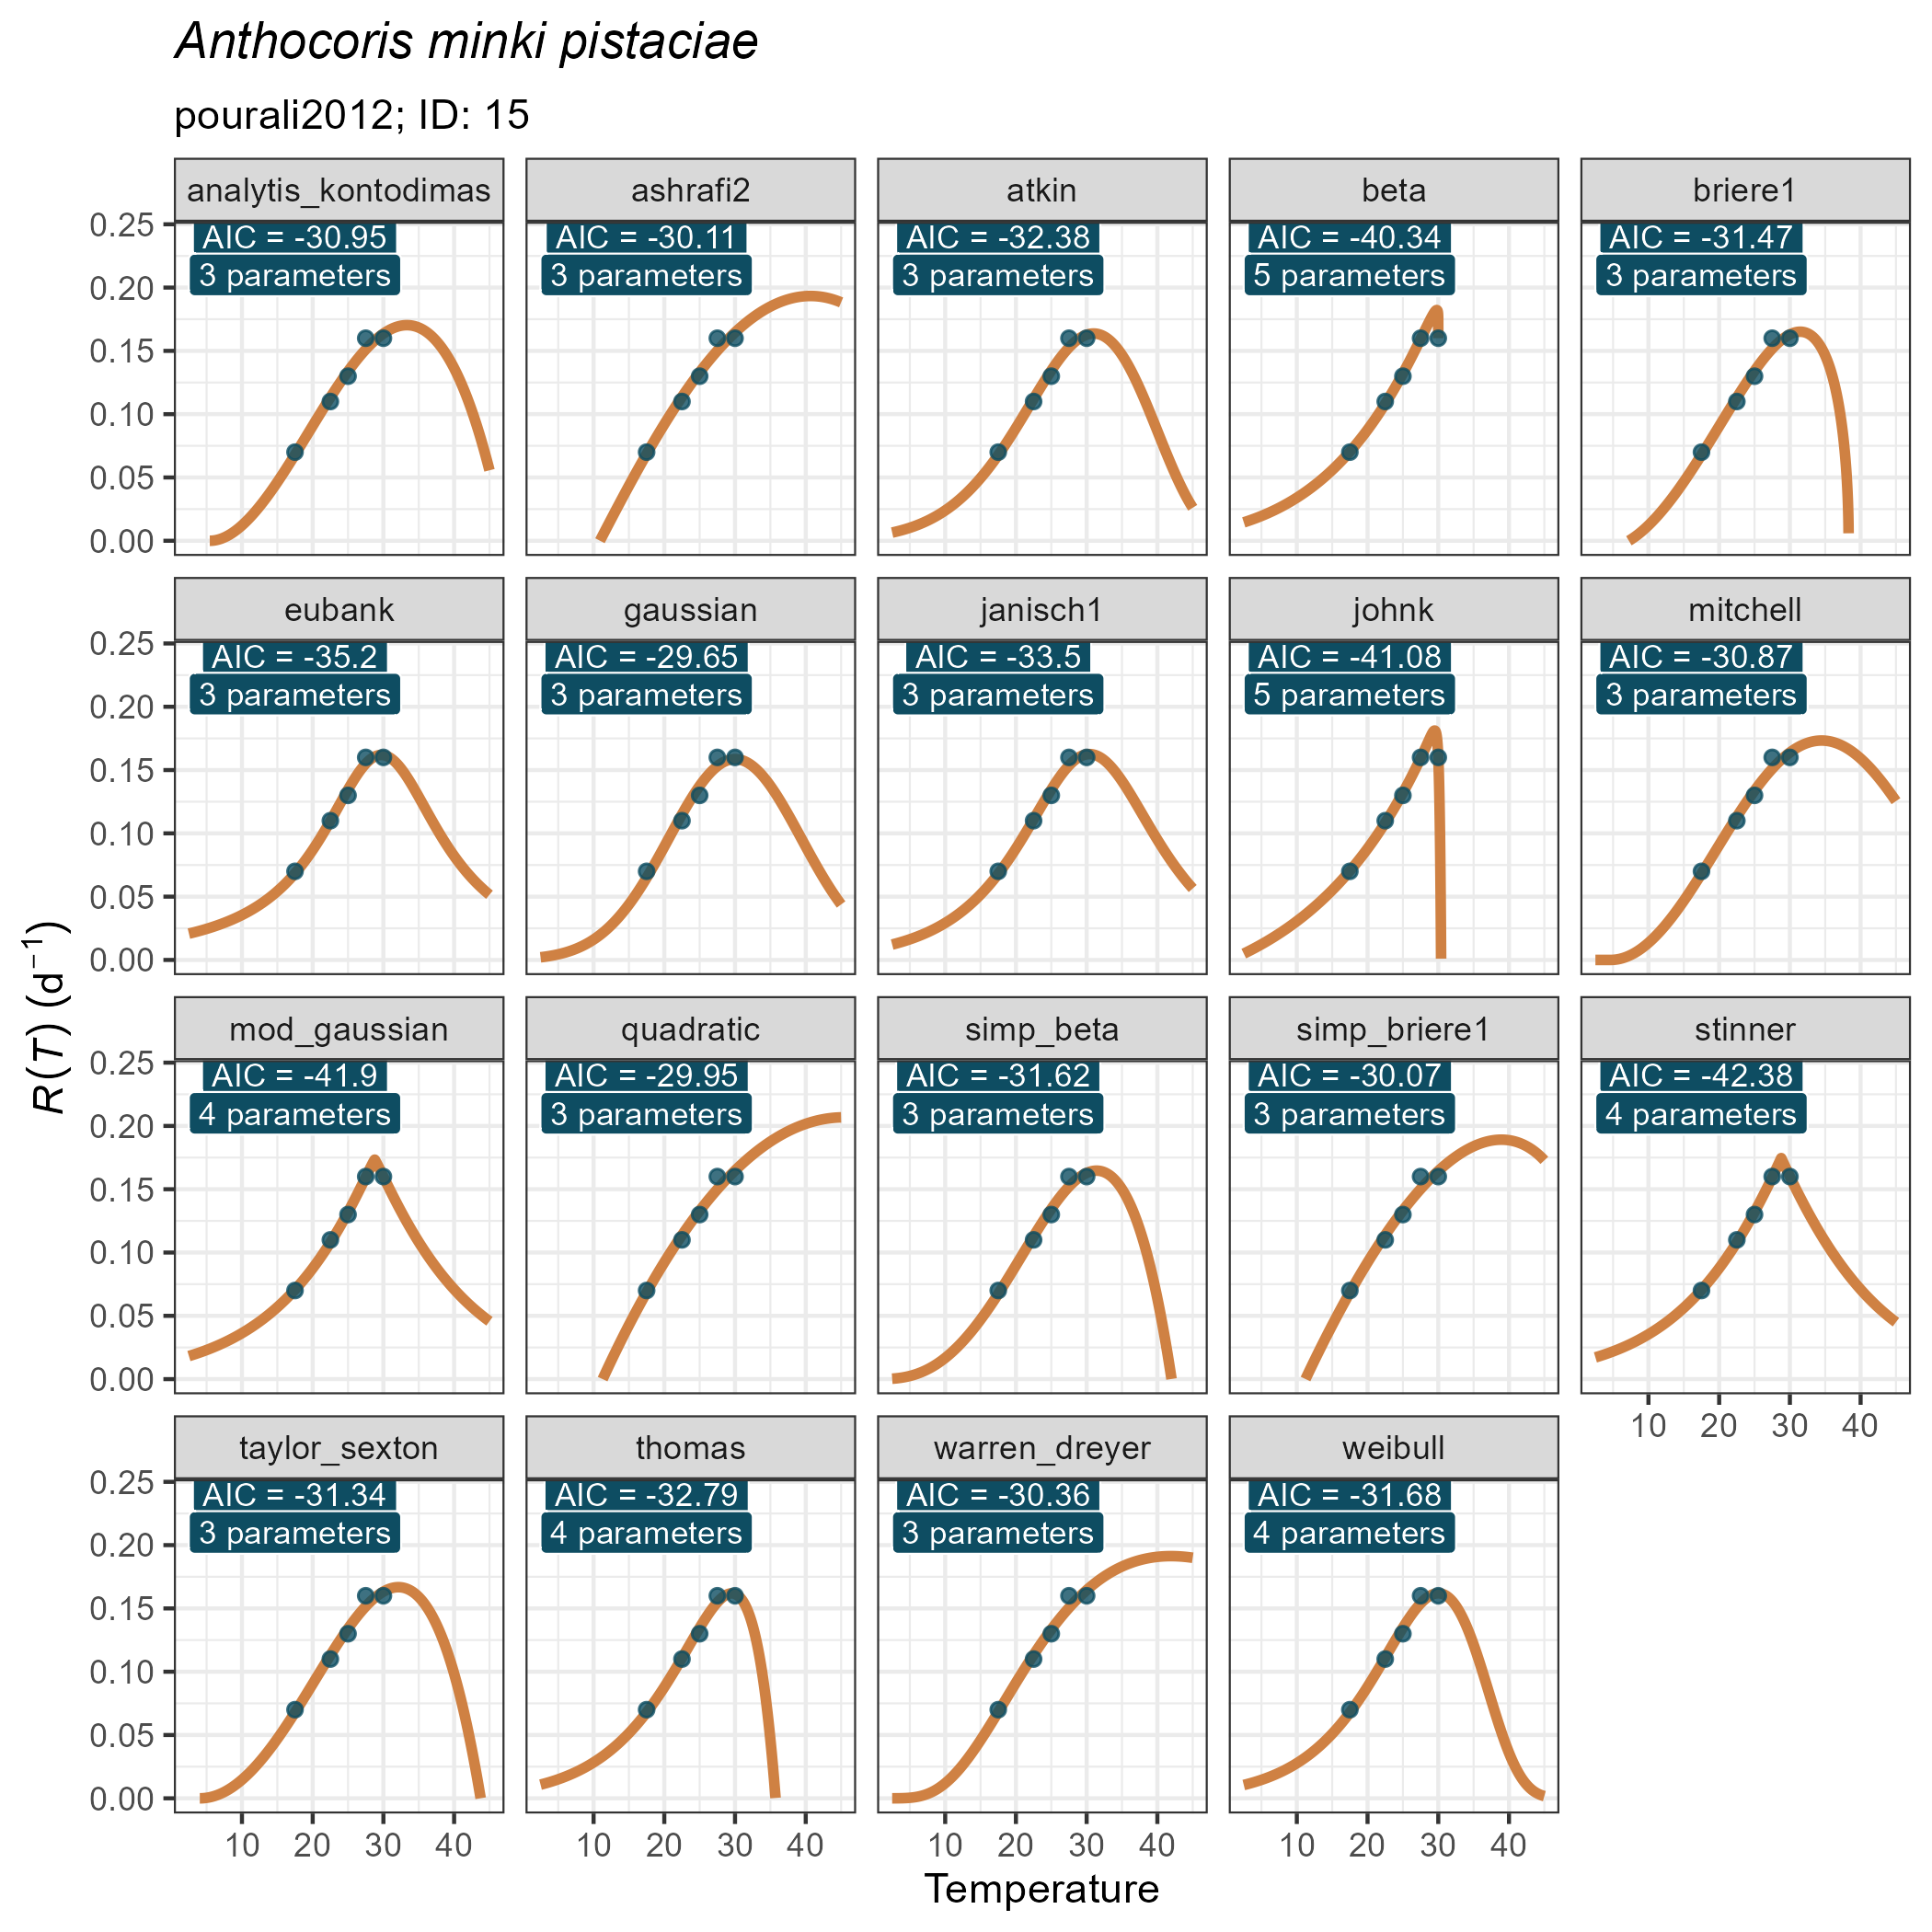 Anthocoris minki pistaciae
pourali2012; ID: 15
analytis_kontodimas
ashrafi2
atkin
beta
briere1
0.25
0.20
0.15
0.10
0.05
0.00
AIC = -30.95
3 parameters
AIC = -30.11
3 parameters
AIC = -32.38
3 parameters
AIC = -40.34
5 parameters
AIC = -31.47
3 parameters
eubank
gaussian
janisch1
johnk
mitchell
0.25
0.20
0.15
0.10
0.05
0.00
AIC = -35.2
3 parameters
AIC = -29.65
3 parameters
AIC = -33.5
3 parameters
AIC = -41.08
5 parameters
AIC = -30.87
3 parameters
R(T) (d⁻¹)
mod_gaussian
quadratic
simp_beta
simp_briere1
stinner
0.25
0.20
0.15
0.10
0.05
0.00
AIC = -41.9
4 parameters
AIC = -29.95
3 parameters
AIC = -31.62
3 parameters
AIC = -30.07
3 parameters
AIC = -42.38
4 parameters
10 20 30 40
taylor_sexton
thomas
warren_dreyer
weibull
0.25
0.20
0.15
0.10
0.05
0.00
AIC = -31.34
3 parameters
AIC = -32.79
4 parameters
AIC = -30.36
3 parameters
AIC = -31.68
4 parameters
10 20 30 40
10 20 30 40
10 20 30 40
10 20 30 40
Temperature